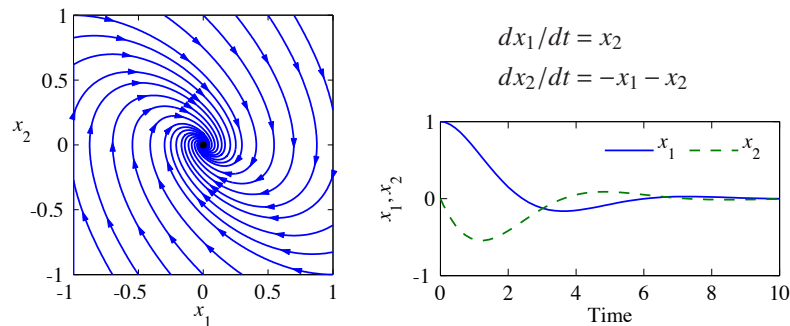 1
0.5
x₂
0
-0.5
-1
-1
-0.5
0
0.5
1
x₁
dx₁/dt = x₂
dx₂/dt = −x₁ − x₂
1
x₁, x₂
0
-1
x₁ x₂
0 2 4 6 8 10
Time